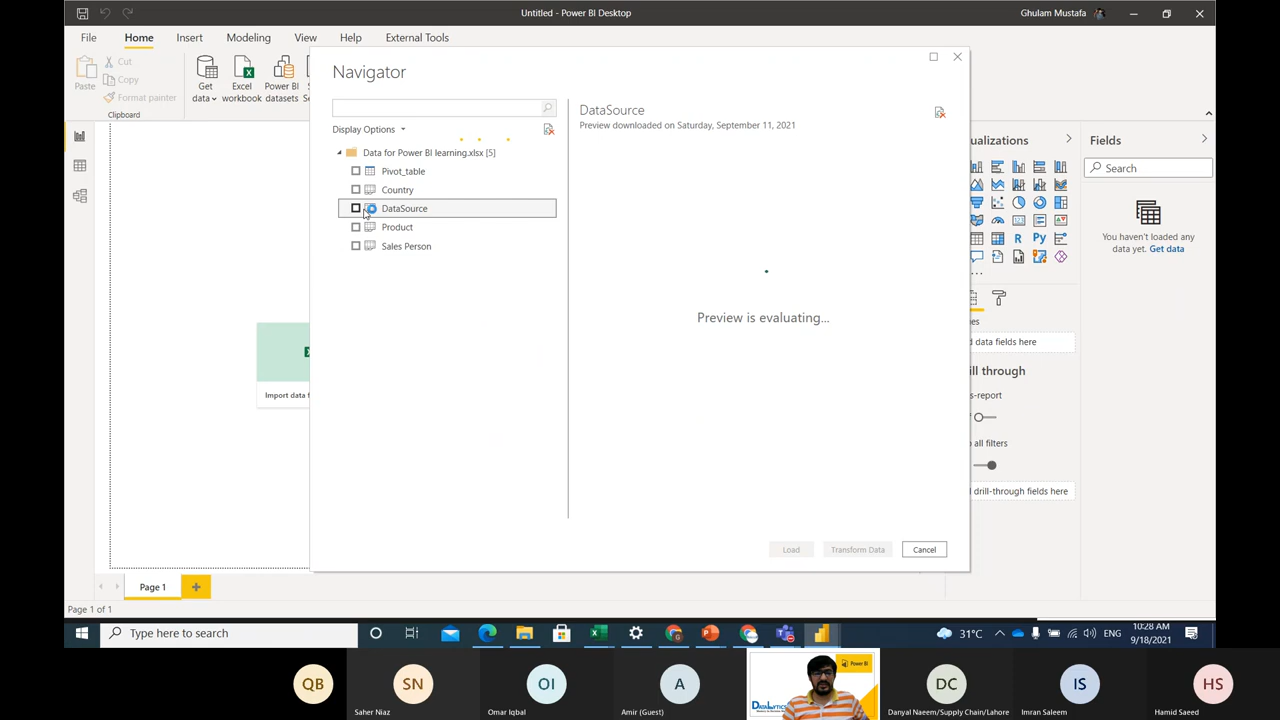 Untitled - Power BI Desktop
Ghulam Mustafa
File
Home
Insert
Modeling
View
Help
External Tools
Paste
Cut
Copy
Format painter
Clipboard
Get
data
Excel
workbook
Power BI
datasets
Navigator
Display Options
Data for Power BI learning.xlsx [5]
Pivot_table
Country
DataSource
Product
Sales Person
DataSource
Preview downloaded on Saturday, September 11, 2021
Preview is evaluating...
Load
Transform Data
Cancel
Import data f
sualizations
R
Py
...
es
data fields here
ill through
s-report
all filters
drill-through fields here
Fields
Search
You haven't loaded any
data yet. Get data
Page 1
Page 1 of 1
Type here to search
31°C
ENG
10:28 AM
9/18/2021
QB
SN
Saher Niaz
OI
Omar Iqbal
A
Amir (Guest)
Power BI
DC
Danyal Naeem/Supply Chain/Lahore
IS
Imran Saleem
HS
Hamid Saeed